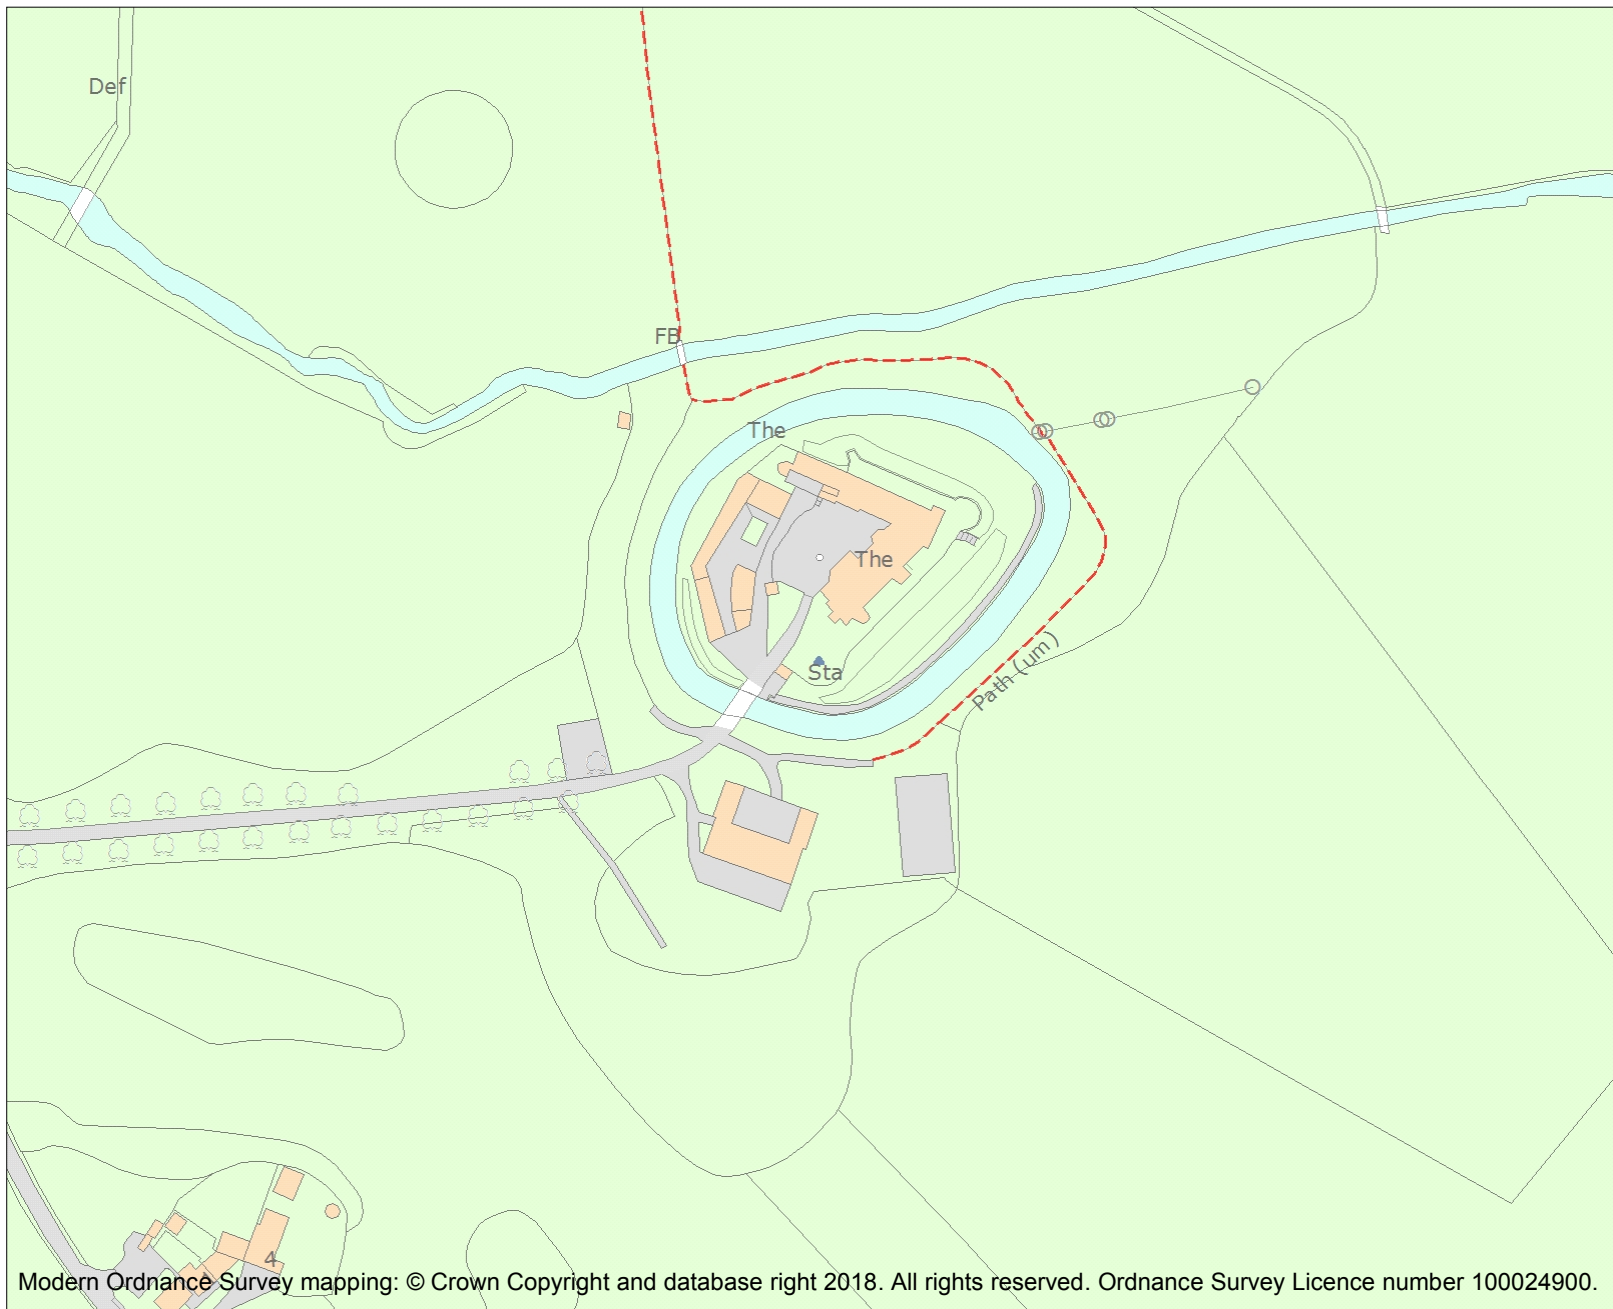 Def
FB
The
The
Sta
Path (um)
4
Modern Ordnance Survey mapping: © Crown Copyright and database right 2018. All rights reserved. Ordnance Survey Licence number 100024900.